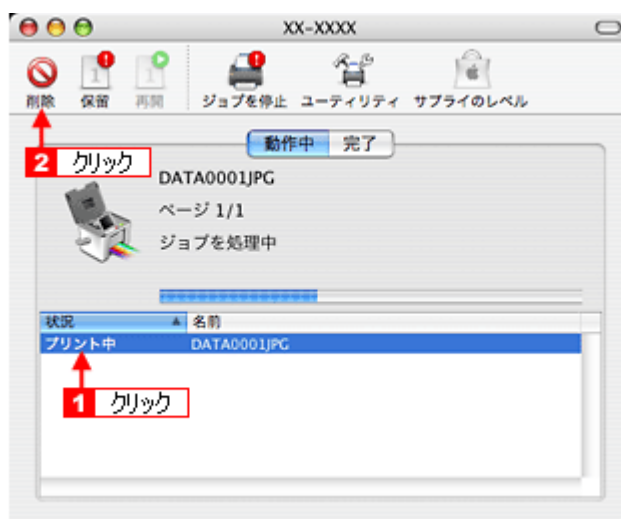 XX-XXXX
削除 保留 再開 ジョブを停止 ユーティリティ サプライのレベル
動作中 完了
2 クリック
DATA0001JPG
ページ 1/1
ジョブを処理中
状況 名前
プリント中 DATA0001JPG
1 クリック